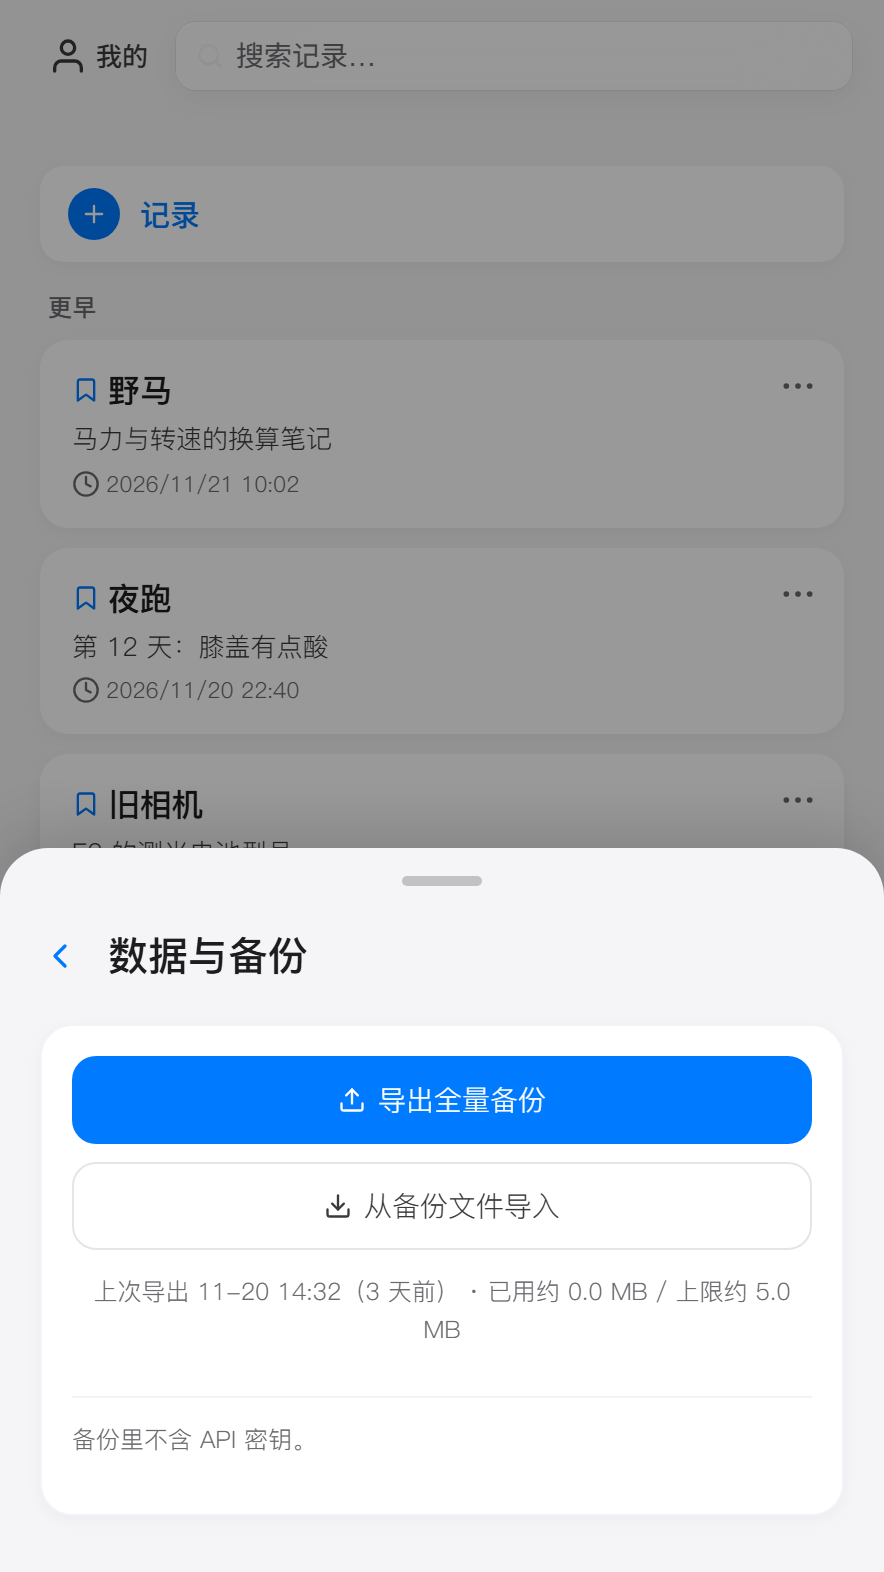 我的
搜索记录...
记录
更早
野马
马力与转速的换算笔记
2026/11/21 10:02
夜跑
第 12 天：膝盖有点酸
2026/11/20 22:40
旧相机
数据与备份
导出全量备份
从备份文件导入
上次导出 11-20 14:32（3 天前） · 已用约 0.0 MB / 上限约 5.0
MB
备份里不含 API 密钥。